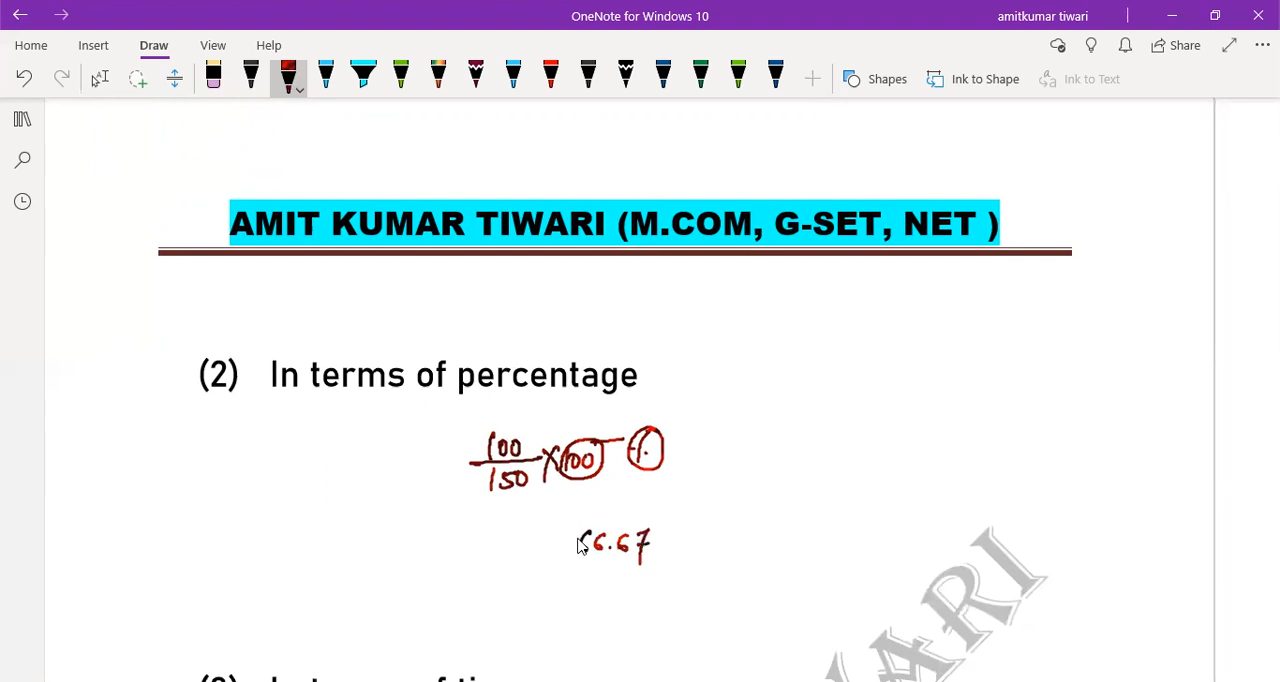 OneNote for Windows 10
amitkumar tiwari
Home Insert Draw View Help
Share
Shapes Ink to Shape Ink to Text
AMIT KUMAR TIWARI (M.COM, G-SET, NET )
(2) In terms of percentage
100
150 × 100 %
66.67